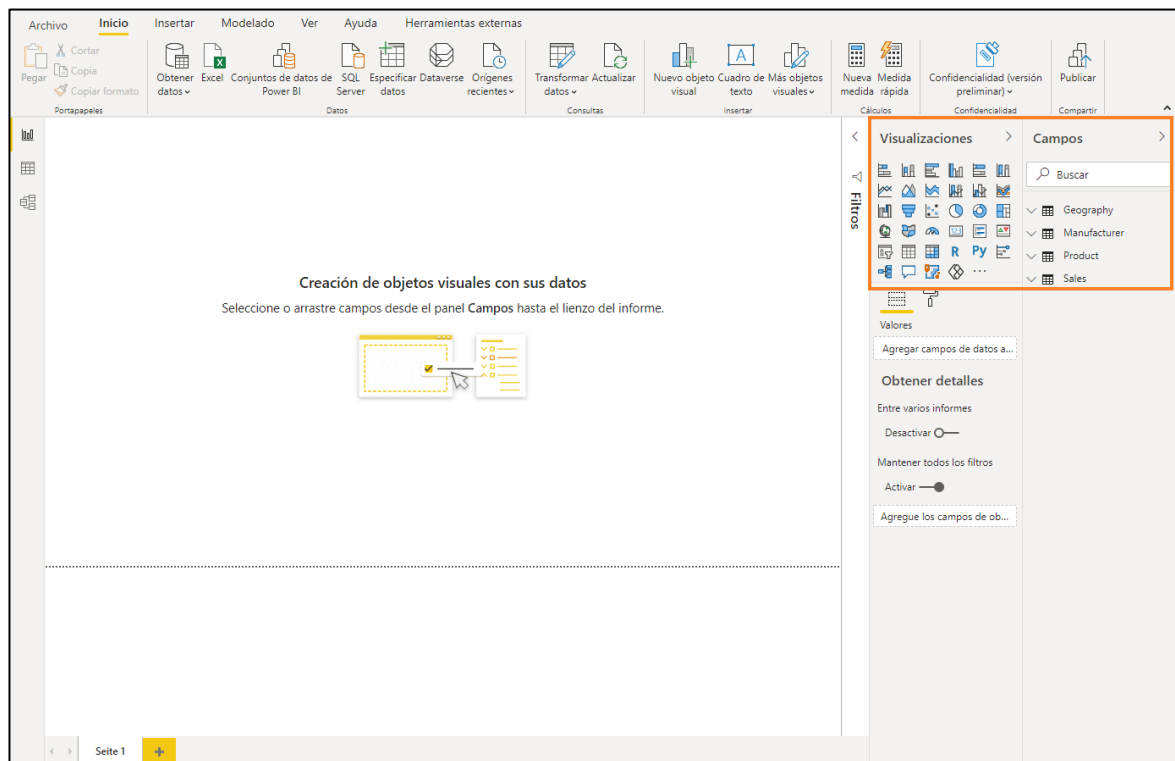 Archivo Inicio Insertar Modelado Ver Ayuda Herramientas externas
Pegar
Cortar
Copia
Copiar formato
Portapapeles
Obtener datos
Excel
Conjuntos de datos de Power BI
SQL Server
Especificar datos
Dataverse
Orígenes recientes
Datos
Transformar datos
Actualizar
Consultas
Nuevo objeto visual
Cuadro de texto
Más objetos visuales
Insertar
Nueva medida
Medida rápida
Cálculos
Confidencialidad (versión preliminar)
Confidencialidad
Publicar
Compartir
Creación de objetos visuales con sus datos
Seleccione o arrastre campos desde el panel Campos hasta el lienzo del informe.
Filtros
Visualizaciones
R Py
Valores
Agregar campos de datos a...
Obtener detalles
Entre varios informes
Desactivar
Mantener todos los filtros
Activar
Agregue los campos de ob...
Campos
Buscar
Geography
Manufacturer
Product
Sales
Seite 1